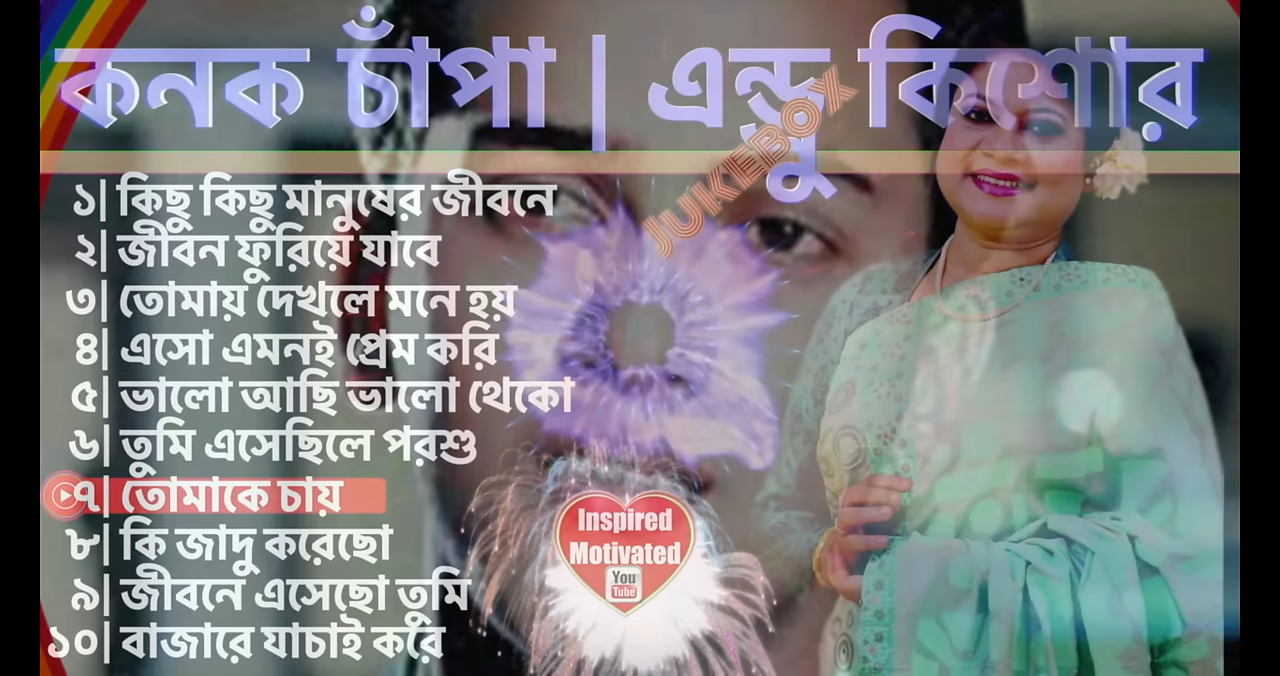 কনক চাঁপা | এন্ড্রু কিশোর
JUKEBOX
১| কিছু কিছু মানুষের জীবনে
২| জীবন ফুরিয়ে যাবে
৩| তোমায় দেখলে মনে হয়
৪| এসো এমনই প্রেম করি
৫| ভালো আছি ভালো থেকো
৬| তুমি এসেছিলে পরশু
৭| তোমাকে চায়
৮| কি জাদু করেছো
৯| জীবনে এসেছো তুমি
১০| বাজারে যাচাই করে
Inspired
Motivated
You
Tube